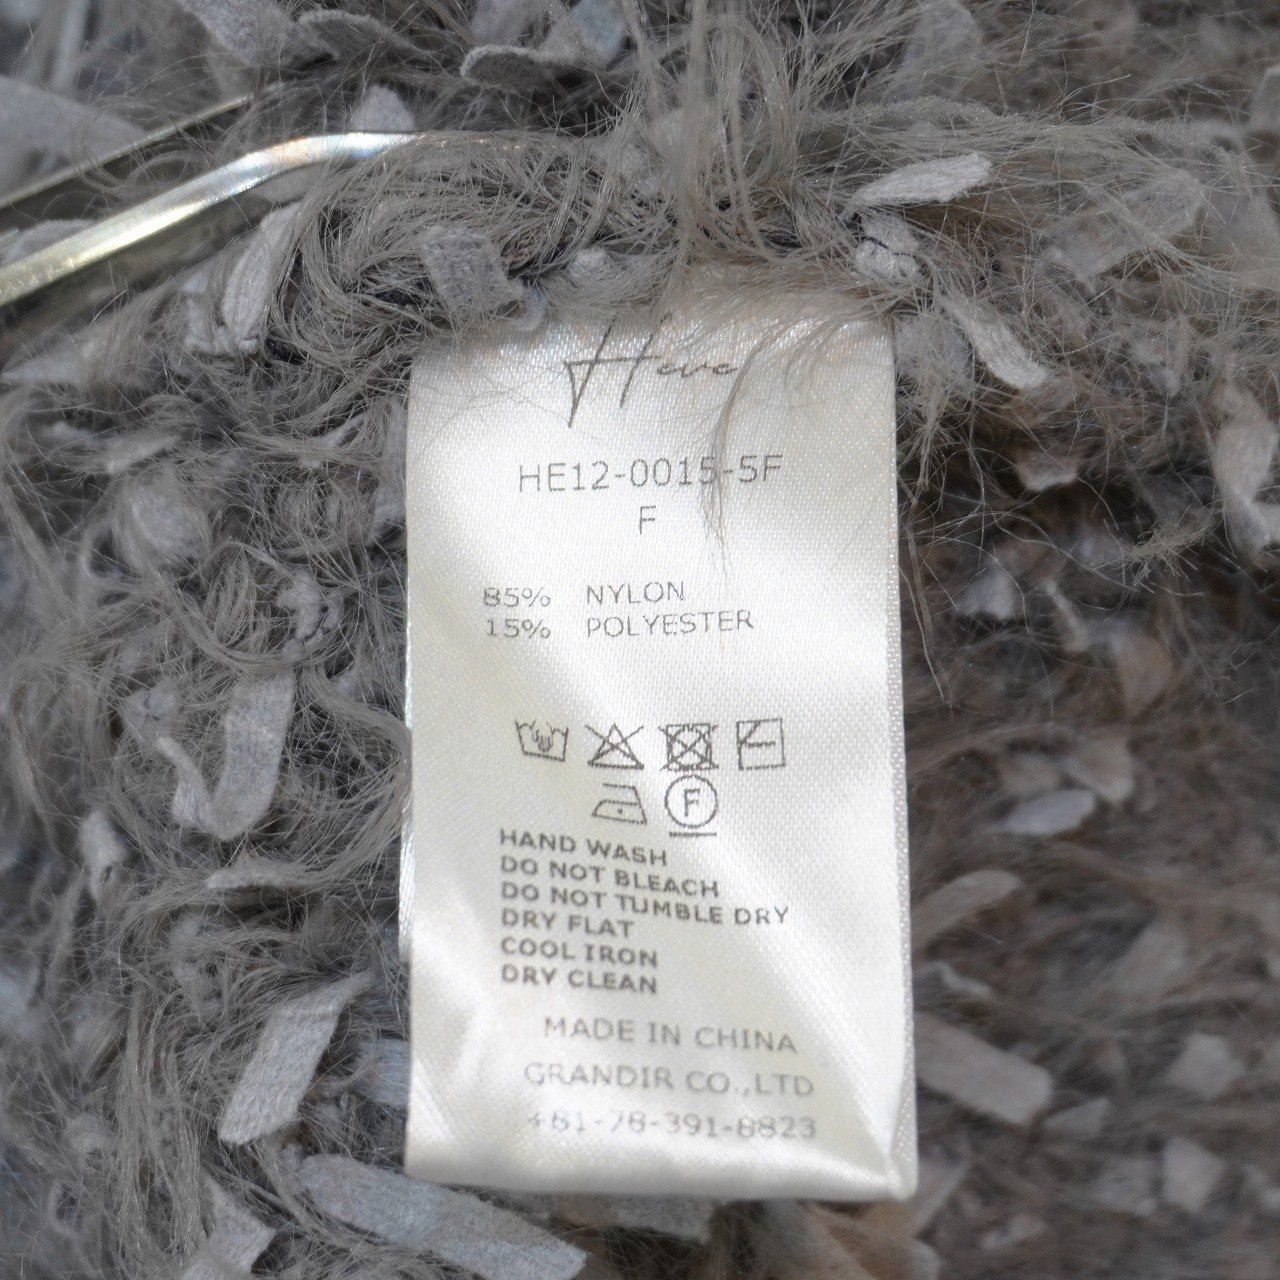 HE12-0015-5F
F
85% NYLON
15% POLYESTER
F
HAND WASH
DO NOT BLEACH
DO NOT TUMBLE DRY
DRY FLAT
COOL IRON
DRY CLEAN
MADE IN CHINA
GRANDIR CO.,LTD
+81-78-391-8823